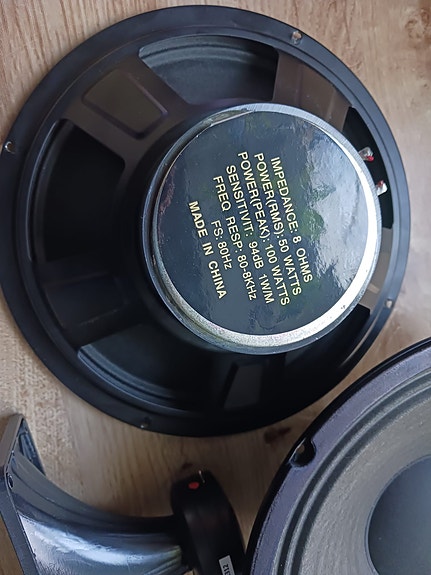 IMPEDANCE: 8 OHMS
POWER(RMS): 50 WATTS
POWER(PEAK): 100 WATTS
SENSITIVIT: 94dB 1W/M
FREQ. RESP: 80-8KHz
FS: 80Hz
MADE IN CHINA